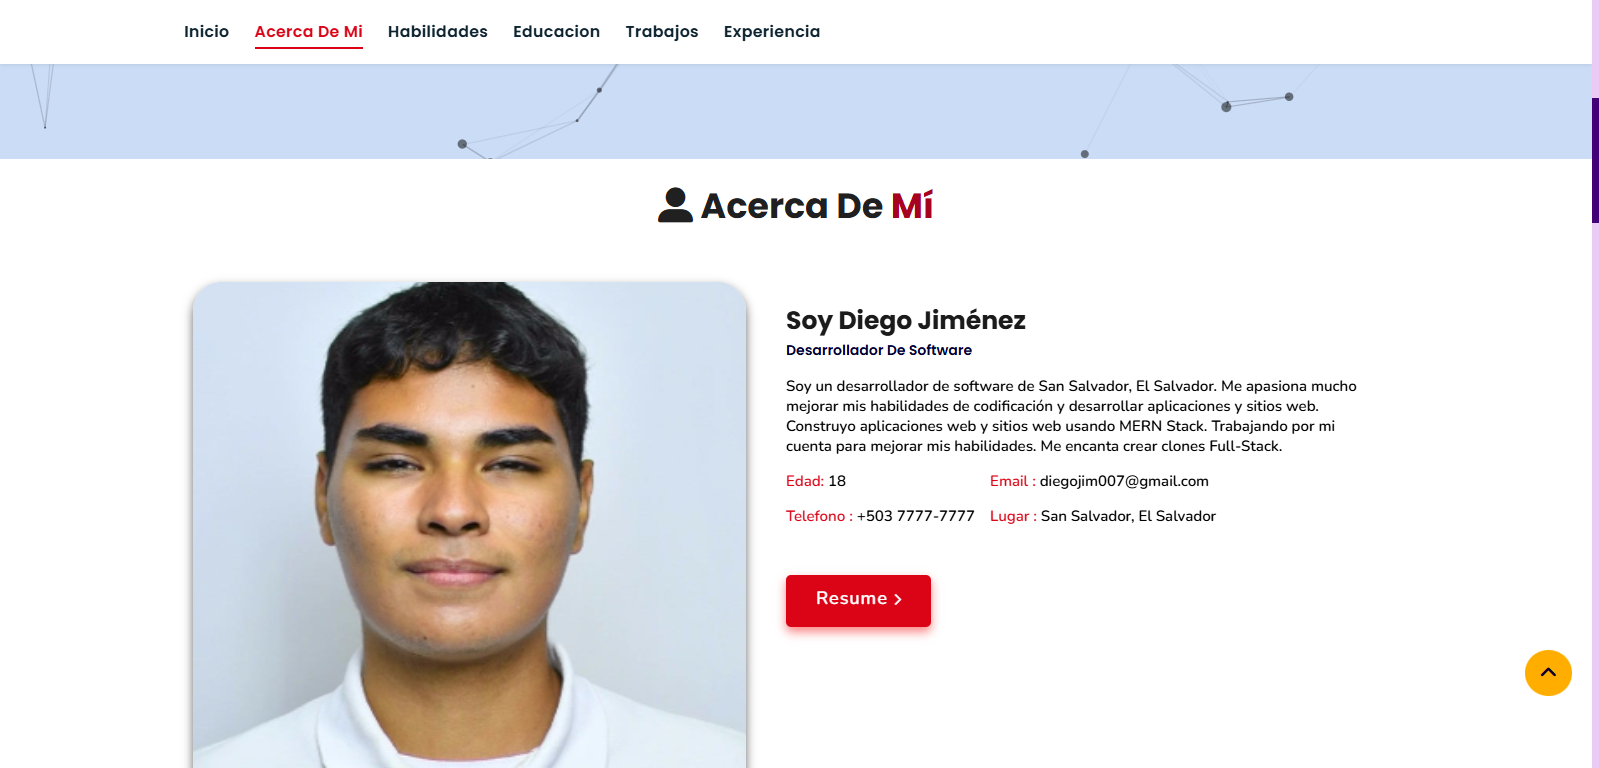 Inicio Acerca De Mi Habilidades Educacion Trabajos Experiencia
Acerca De Mí
Soy Diego Jiménez
Desarrollador De Software
Soy un desarrollador de software de San Salvador, El Salvador. Me apasiona mucho
mejorar mis habilidades de codificación y desarrollar aplicaciones y sitios web.
Construyo aplicaciones web y sitios web usando MERN Stack. Trabajando por mi
cuenta para mejorar mis habilidades. Me encanta crear clones Full-Stack.
Edad: 18 Email : diegojim007@gmail.com
Telefono : +503 7777-7777 Lugar : San Salvador, El Salvador
Resume